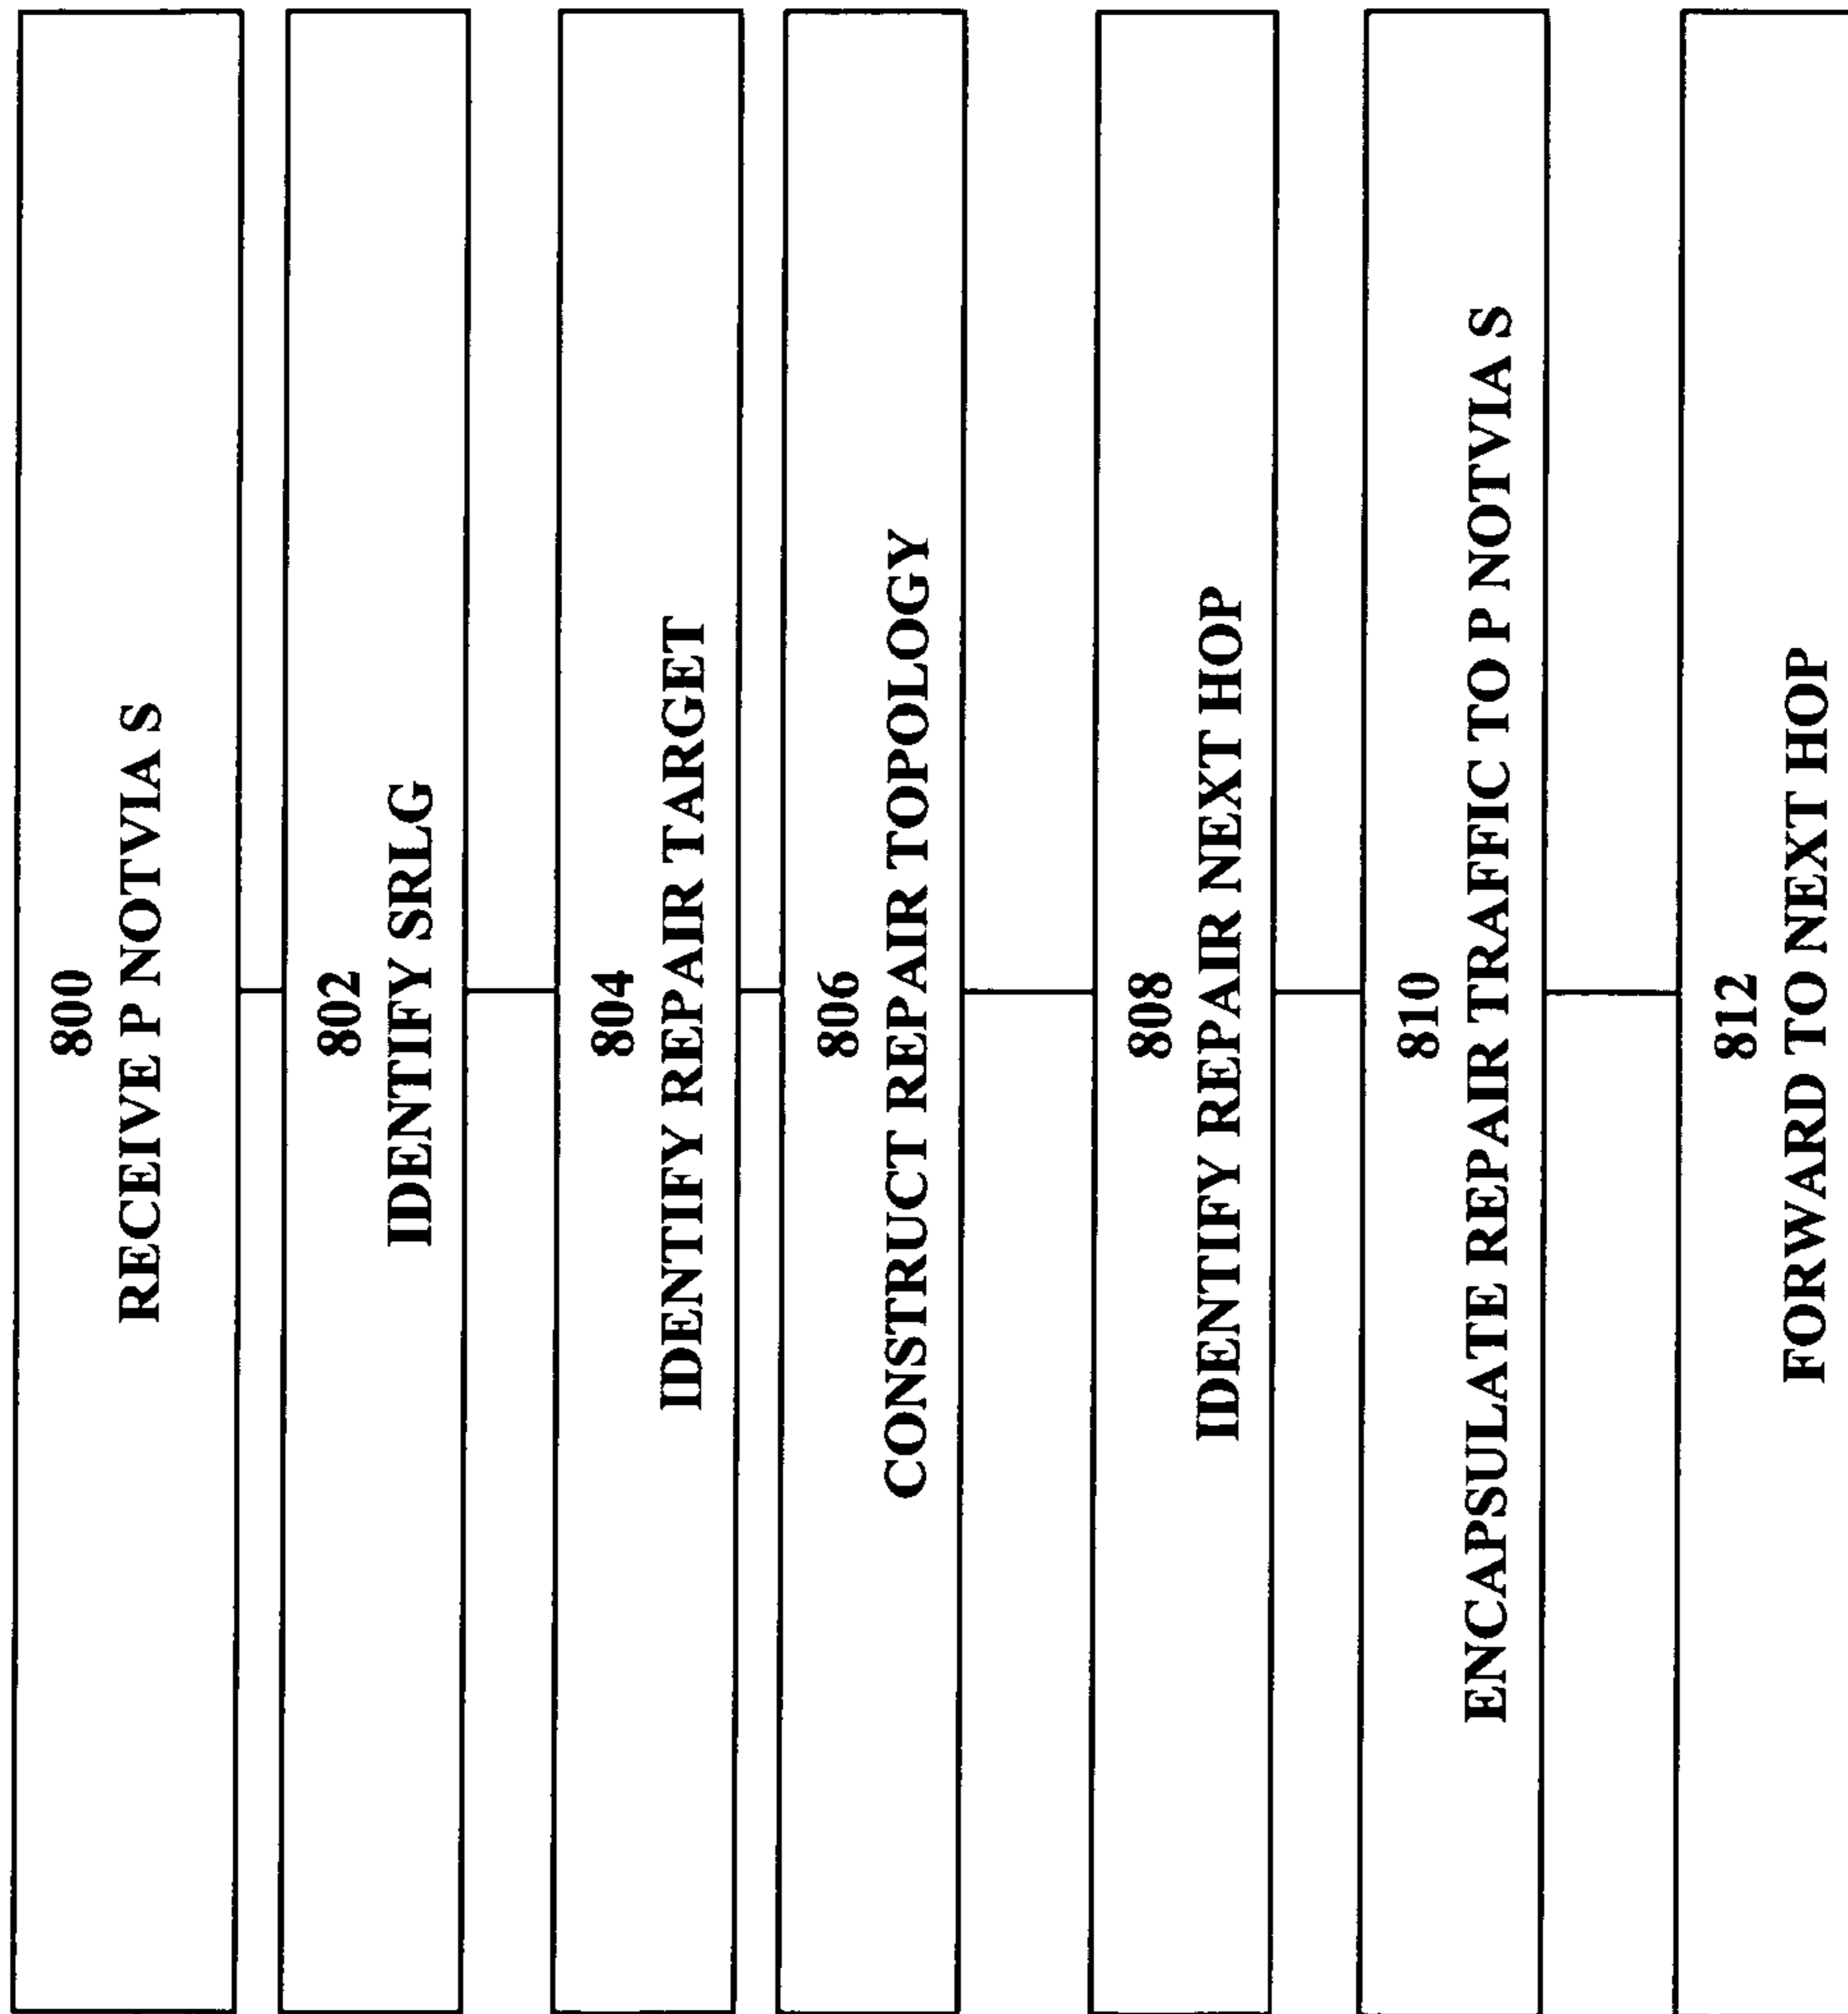 800
RECEIVE P NOTVIA S
802
IDENTIFY SRLG
804
IDENTIFY REPAIR TARGET
806
CONSTRUCT REPAIR TOPOLOGY
808
IDENTIFY REPAIR NEXT HOP
810
ENCAPSULATE REPAIR TRAFFIC TO P NOTVIA S
812
FORWARD TO NEXT HOP